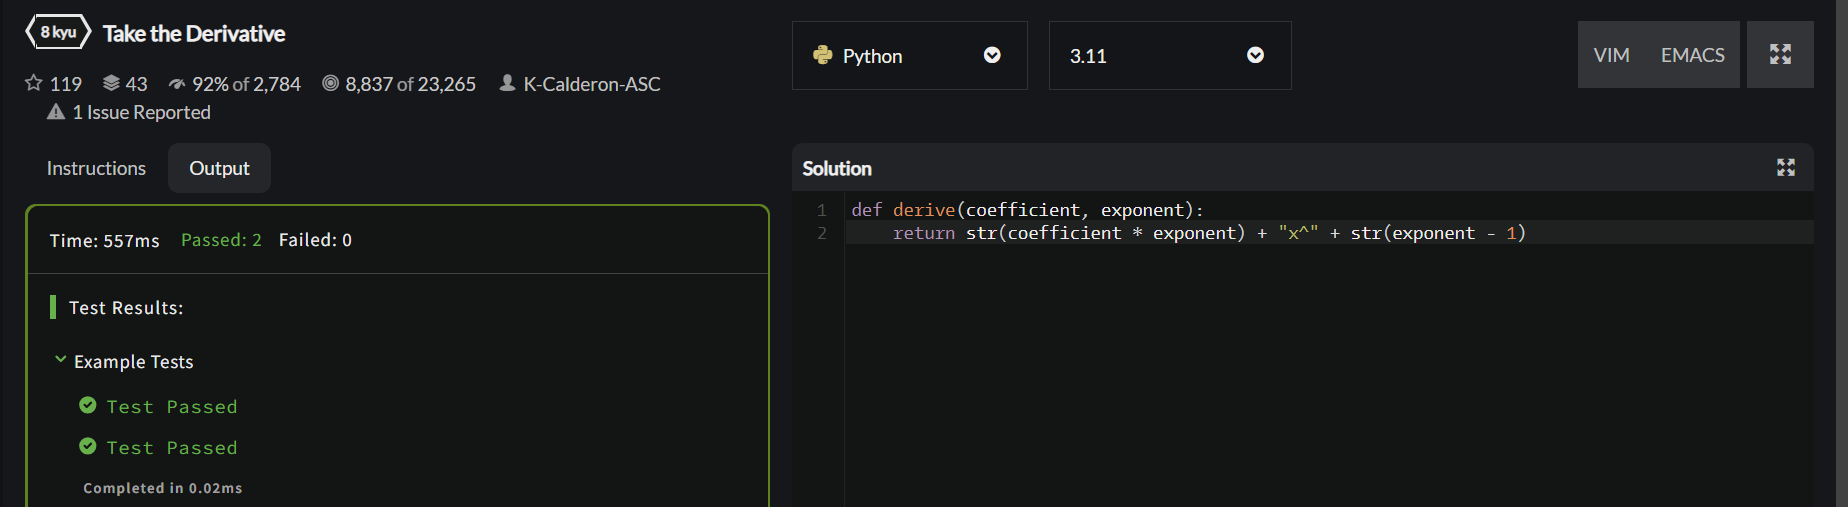 8 kyu Take the Derivative
119 43 92% of 2,784 8,837 of 23,265 K-Calderon-ASC
1 Issue Reported
Instructions Output
Time: 557ms Passed: 2 Failed: 0
Test Results:
Example Tests
Test Passed
Test Passed
Completed in 0.02ms
Python 3.11 VIM EMACS
Solution
1 def derive(coefficient, exponent):
2     return str(coefficient * exponent) + "x^" + str(exponent - 1)